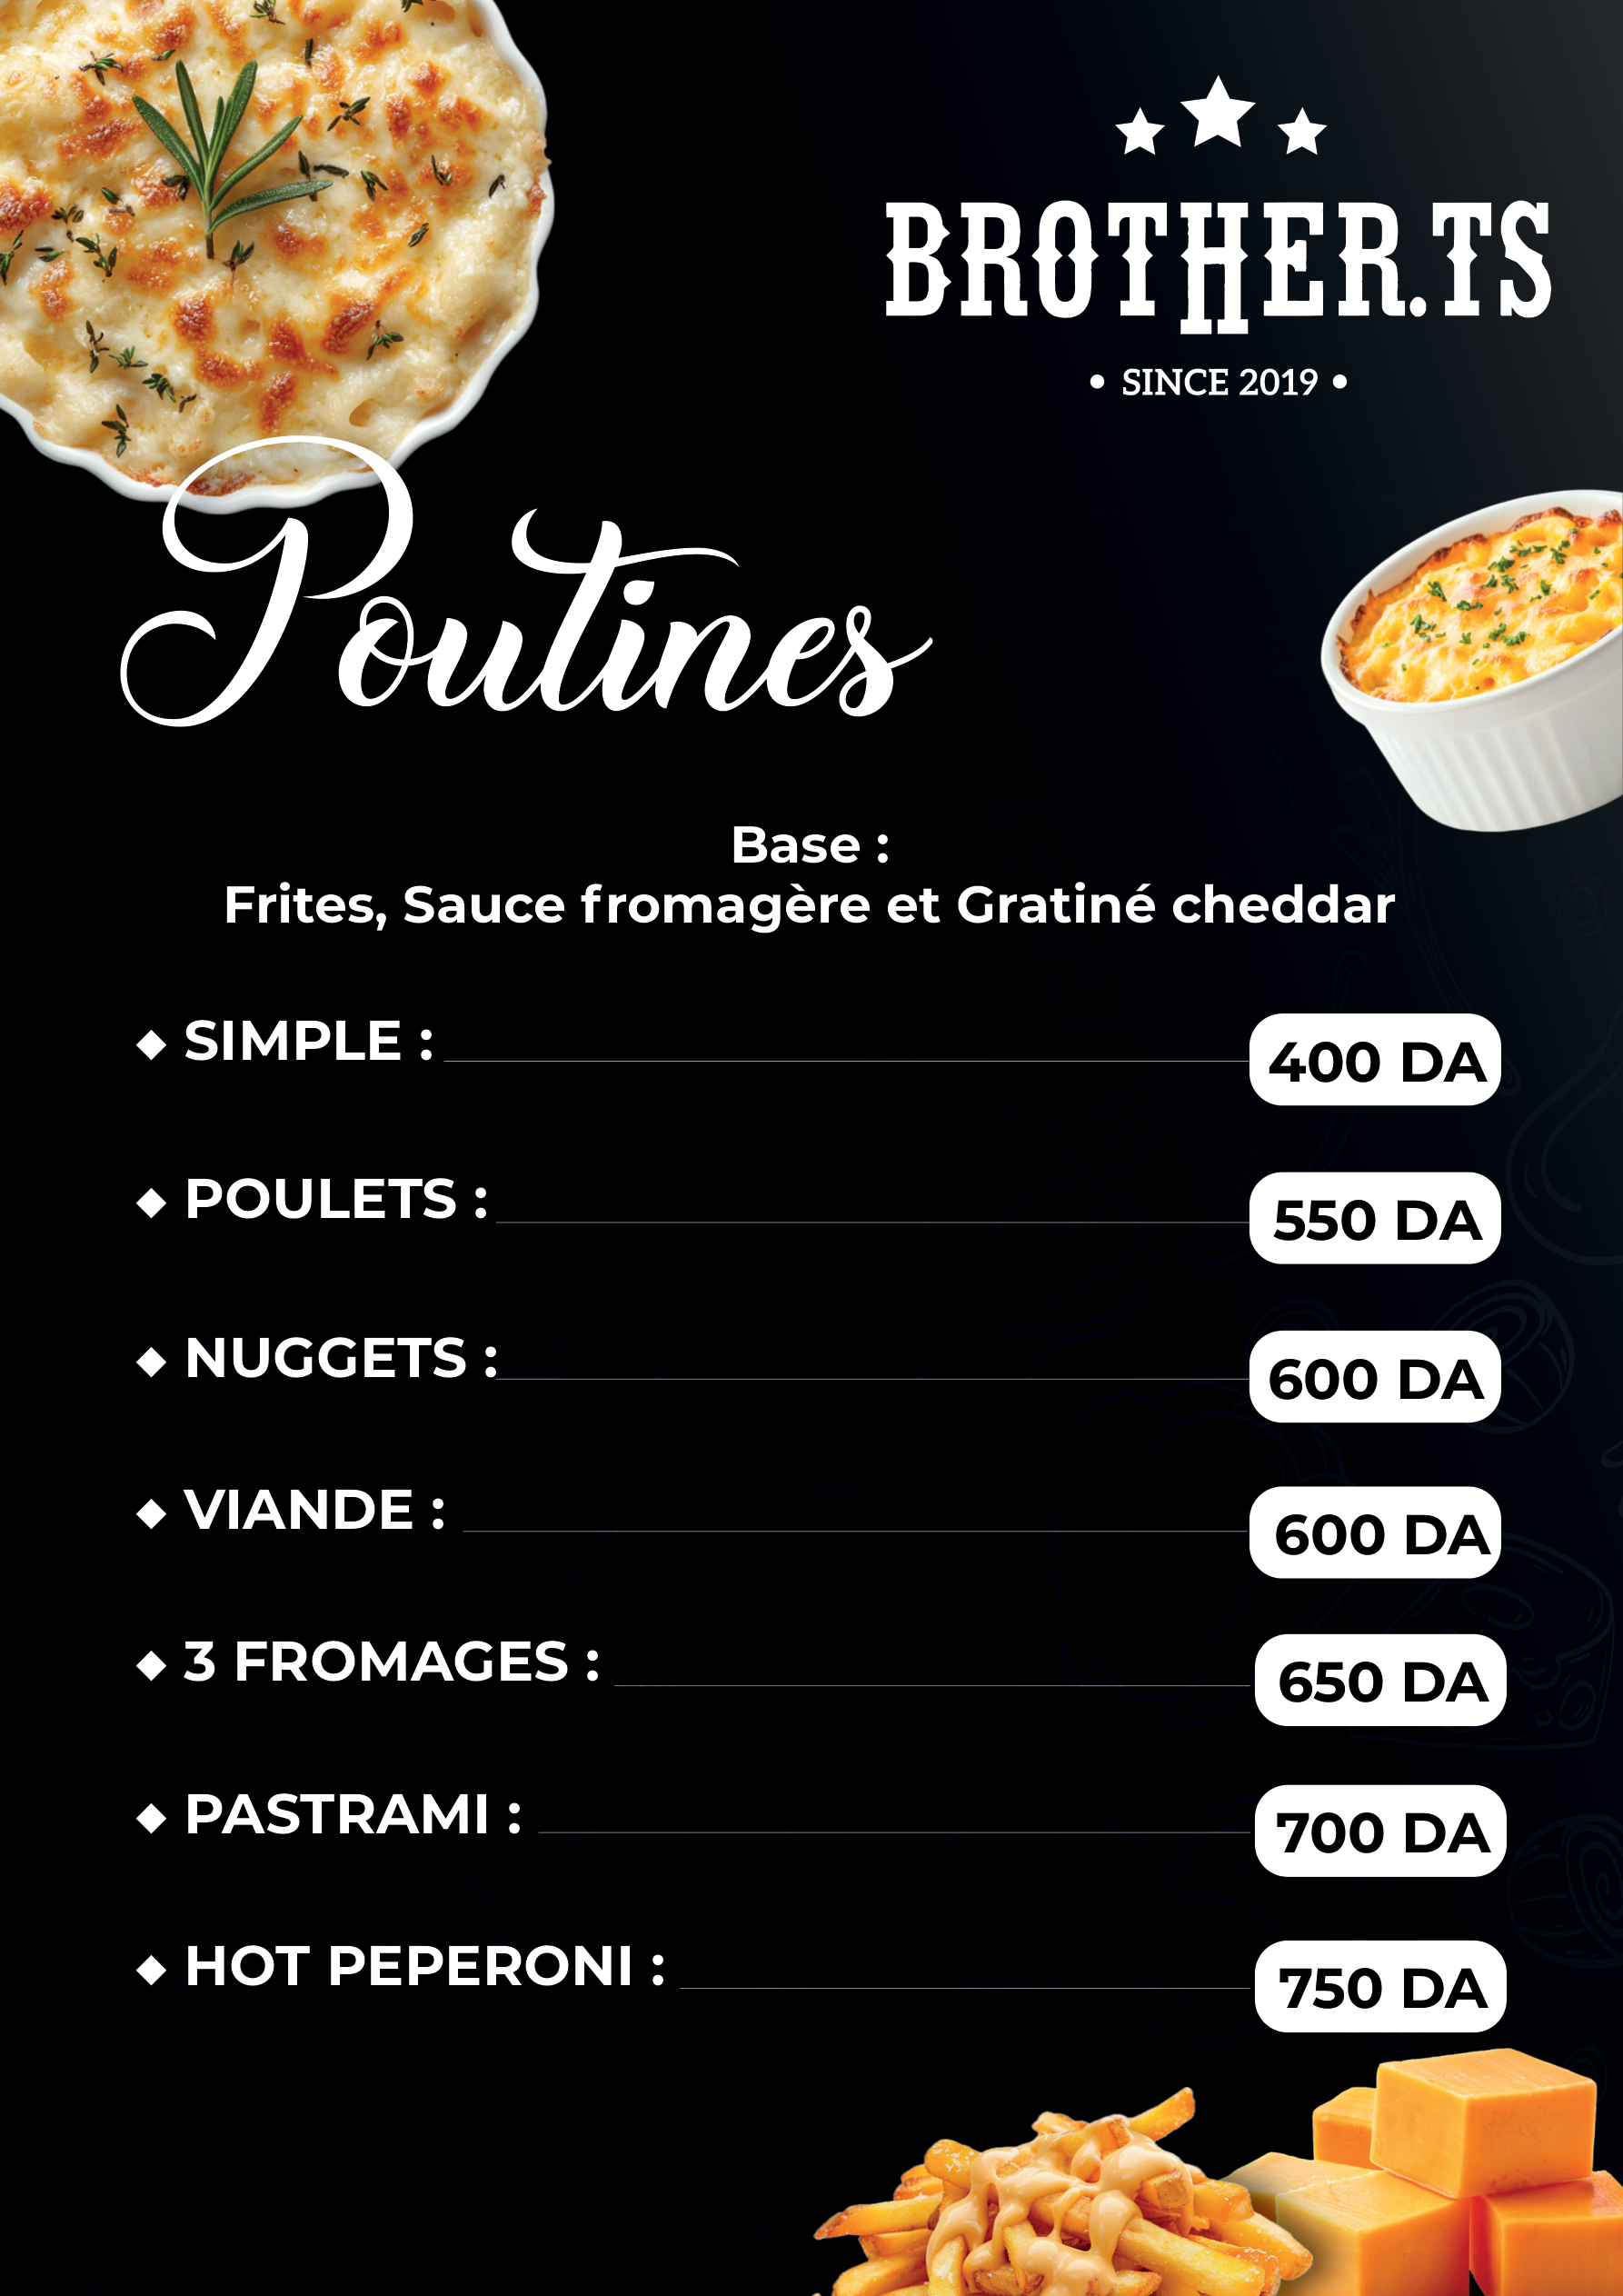 BROTHER.TS
• SINCE 2019 •
Poutines
Base :
Frites, Sauce fromagère et Gratiné cheddar
◆ SIMPLE : 400 DA
◆ POULETS : 550 DA
◆ NUGGETS : 600 DA
◆ VIANDE : 600 DA
◆ 3 FROMAGES : 650 DA
◆ PASTRAMI : 700 DA
◆ HOT PEPERONI : 750 DA